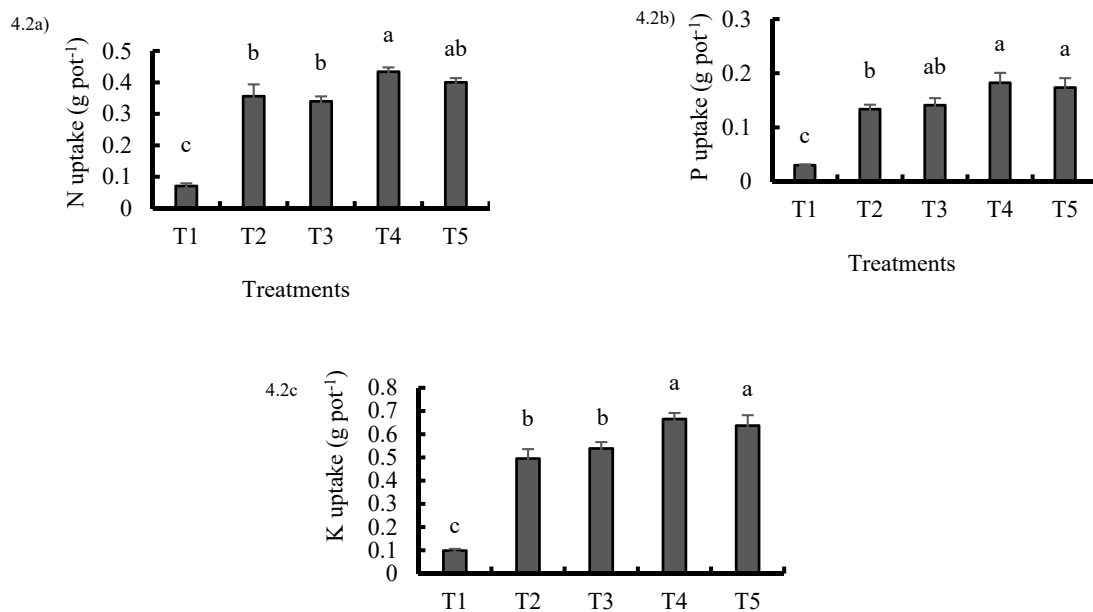 4.2a)
N uptake (g pot-1)
0.5
0.4
0.3
0.2
0.1
0
c
b
b
a
ab
T1 T2 T3 T4 T5
Treatments
4.2b)
P uptake (g pot-1)
0.3
0.2
0.1
0
c
b
ab
a
a
T1 T2 T3 T4 T5
Treatments
4.2c
K uptake (g pot-1)
0.8
0.7
0.6
0.5
0.4
0.3
0.2
0.1
0
c
b
b
a
a
T1 T2 T3 T4 T5